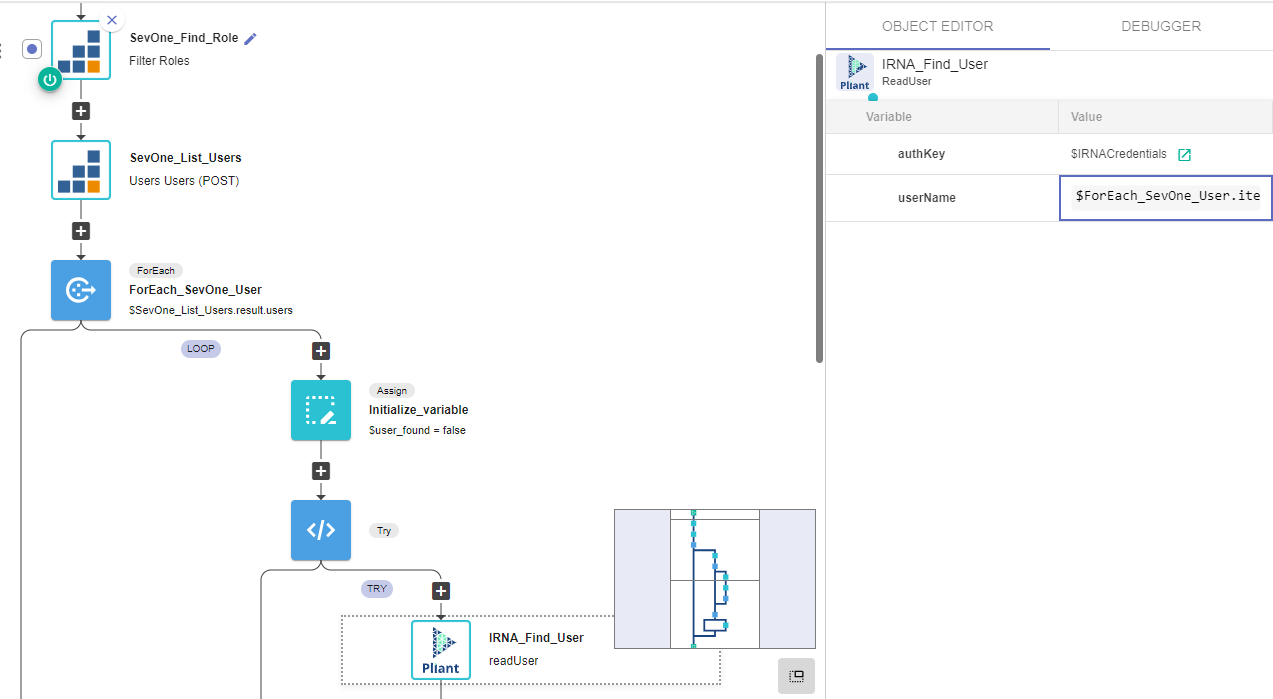 SevOne_Find_Role
Filter Roles
SevOne_List_Users
Users Users (POST)
ForEach
ForEach_SevOne_User
$SevOne_List_Users.result.users
LOOP
Assign
Initialize_variable
$user_found = false
Try
TRY
Pliant
IRNA_Find_User
readUser
OBJECT EDITOR
DEBUGGER
Pliant
IRNA_Find_User
ReadUser
Variable
Value
authKey
$IRNACredentials
userName
$ForEach_SevOne_User.ite